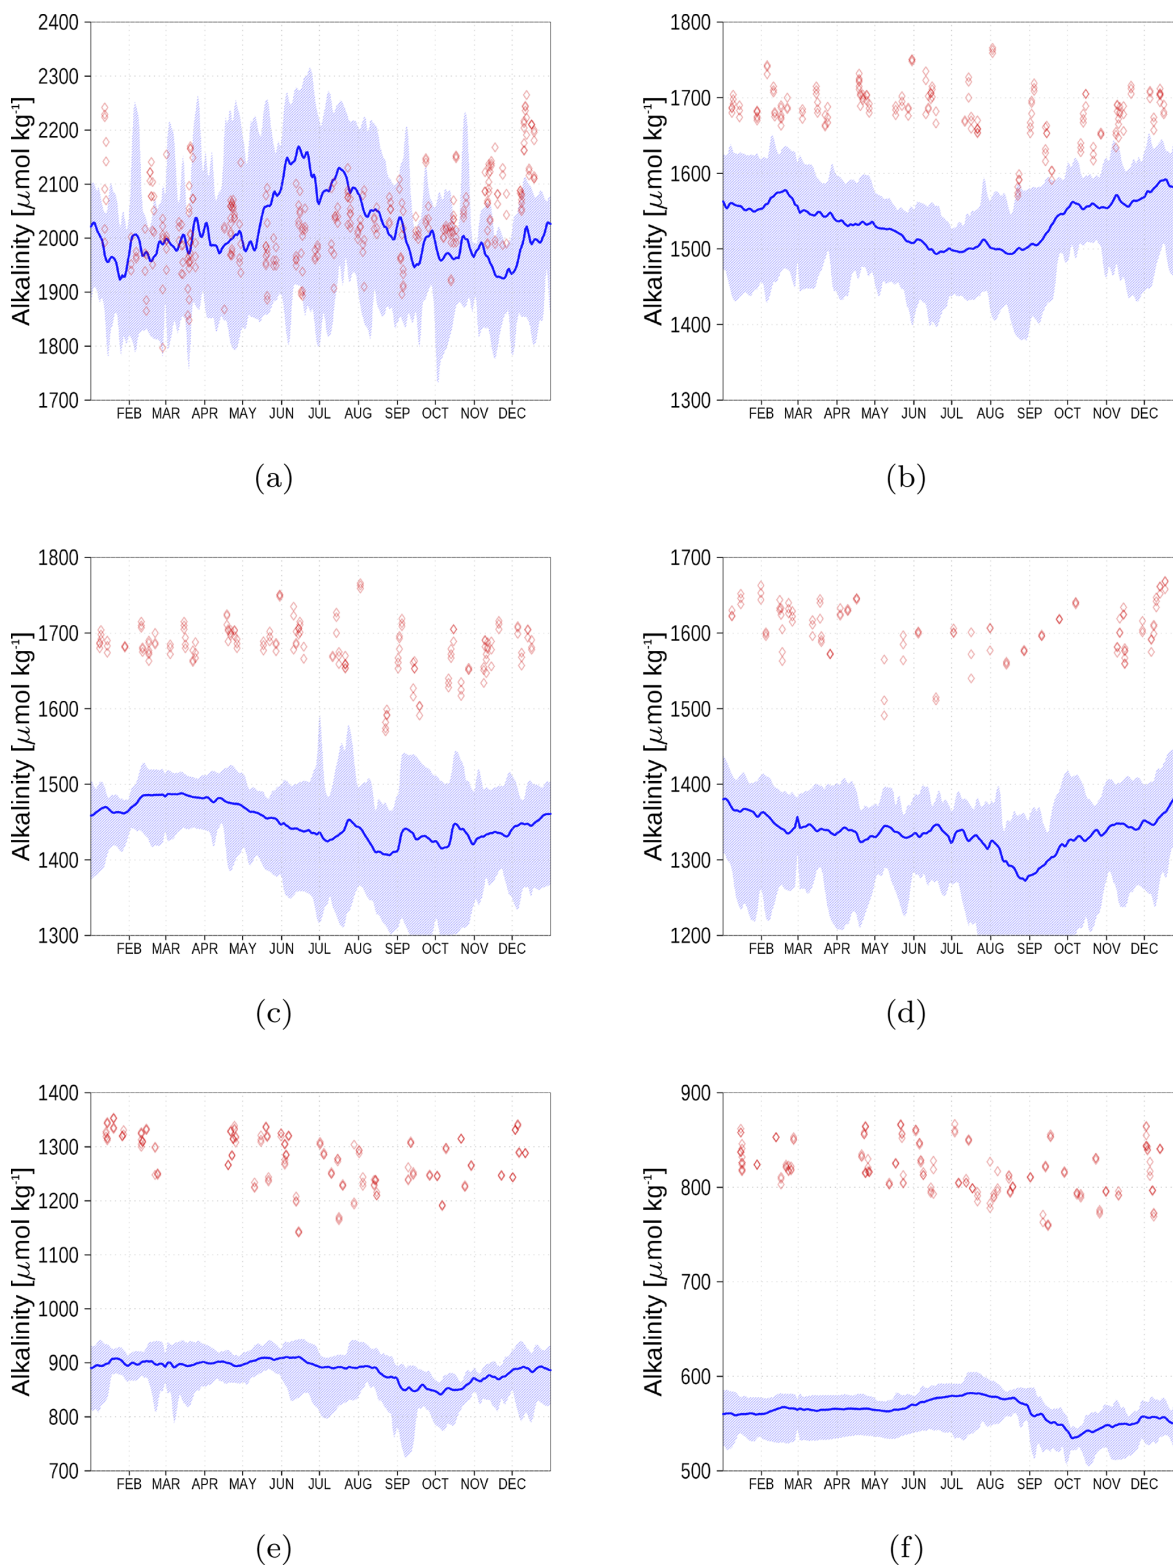 Alkalinity [μmol kg⁻¹]
2400
2300
2200
2100
2000
1900
1800
1700
FEB MAR APR MAY JUN JUL AUG SEP OCT NOV DEC
(a)
Alkalinity [μmol kg⁻¹]
1800
1700
1600
1500
1400
1300
FEB MAR APR MAY JUN JUL AUG SEP OCT NOV DEC
(b)
Alkalinity [μmol kg⁻¹]
1800
1700
1600
1500
1400
1300
FEB MAR APR MAY JUN JUL AUG SEP OCT NOV DEC
(c)
Alkalinity [μmol kg⁻¹]
1700
1600
1500
1400
1300
1200
FEB MAR APR MAY JUN JUL AUG SEP OCT NOV DEC
(d)
Alkalinity [μmol kg⁻¹]
1400
1300
1200
1100
1000
900
800
700
FEB MAR APR MAY JUN JUL AUG SEP OCT NOV DEC
(e)
Alkalinity [μmol kg⁻¹]
900
800
700
600
500
FEB MAR APR MAY JUN JUL AUG SEP OCT NOV DEC
(f)